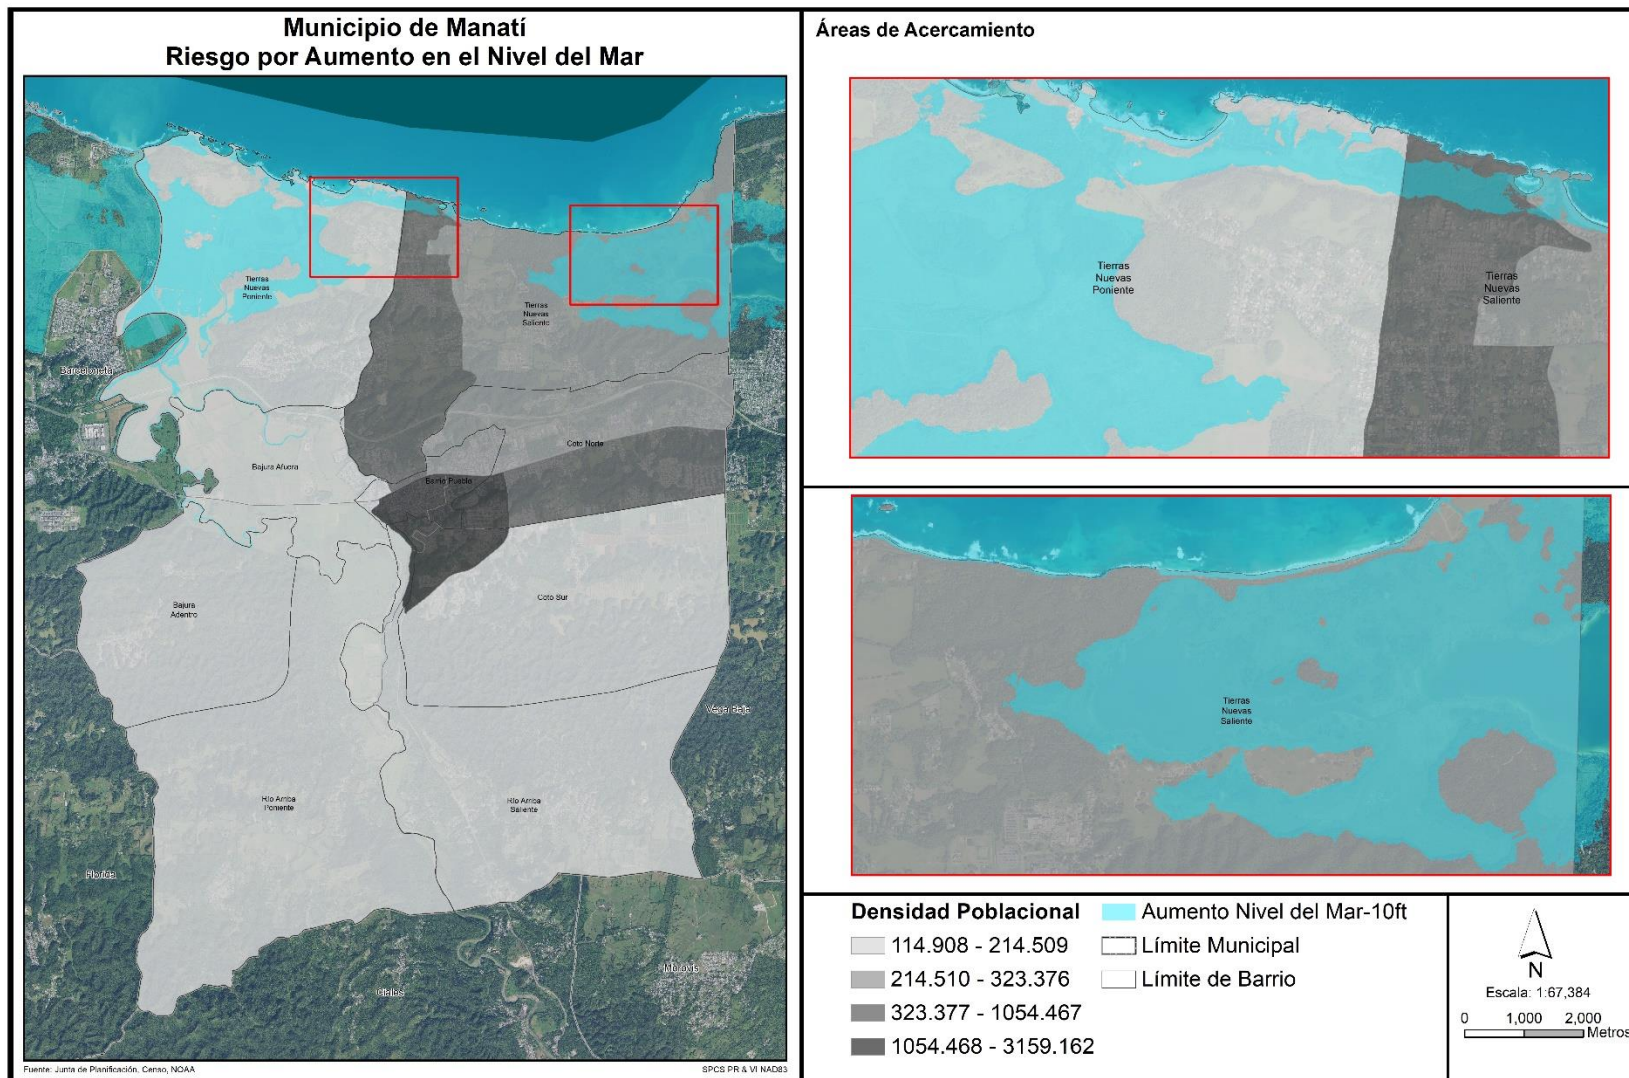 Municipio de Manatí
Riesgo por Aumento en el Nivel del Mar
Tierras
Nuevas
Poniente
Tierras
Nuevas
Saliente
Barceloneta
Bajura Afuera
Coto Norte
Barrio Pueblo
Bajura
Adentro
Coto Sur
Vega Baja
Río Arriba
Poniente
Río Arriba
Saliente
Florida
Morovis
Ciales
Fuente: Junta de Planificación, Censo, NOAA
SPCS PR & VI NAD83
Áreas de Acercamiento
Tierras
Nuevas
Poniente
Tierras
Nuevas
Saliente
Tierras
Nuevas
Saliente
Densidad Poblacional
114.908 - 214.509
214.510 - 323.376
323.377 - 1054.467
1054.468 - 3159.162
Aumento Nivel del Mar-10ft
Límite Municipal
Límite de Barrio
N
Escala: 1:67,384
0 1,000 2,000
Metros